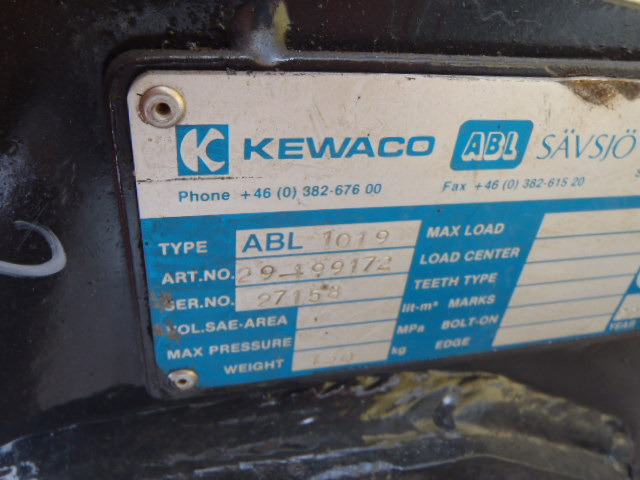 K KEWACO ABL SÄVSJÖ
Phone +46 (0) 382-676 00 Fax +46 (0) 382-615 20
TYPE ABL 1019 MAX LOAD
ART.NO. 29-199172 LOAD CENTER
SER.NO. 27158 TEETH TYPE
VOL.SAE-AREA lit-m² MARKS
MAX PRESSURE MPa BOLT-ON
WEIGHT kg EDGE
YEAR